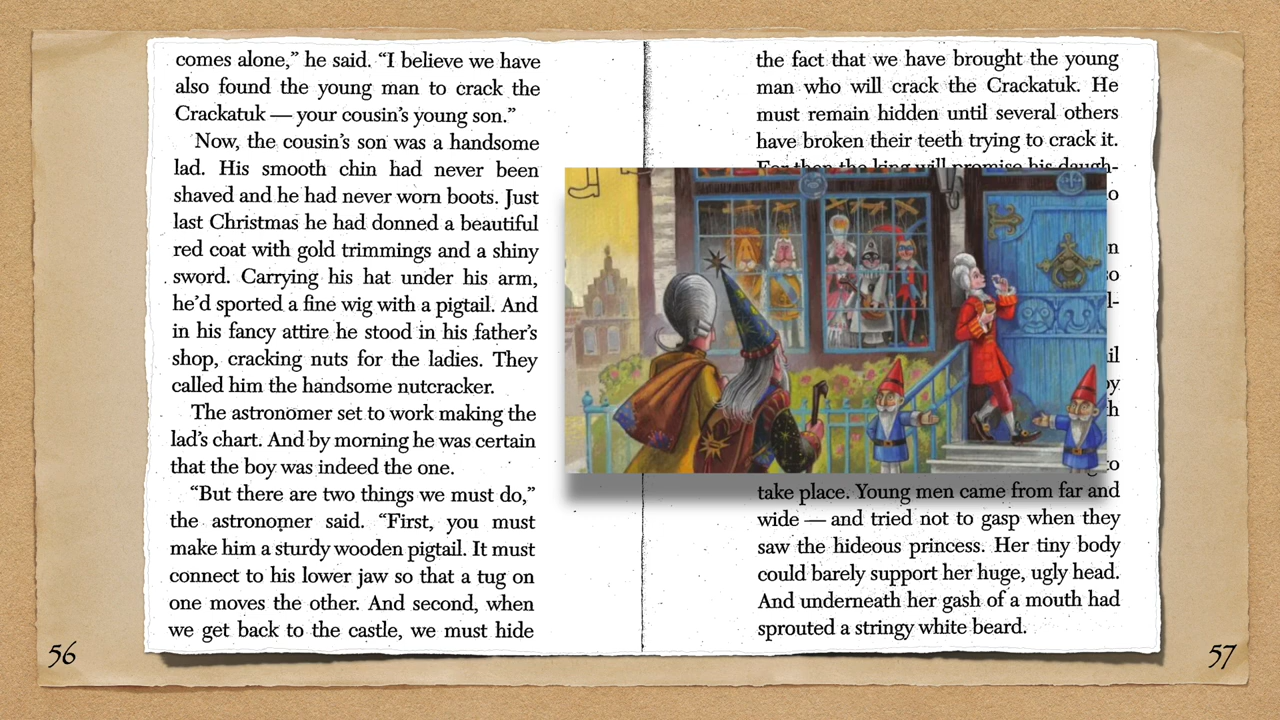 comes alone,” he said. “I believe we have
also found the young man to crack the
Crackatuk — your cousin’s young son.”
Now, the cousin’s son was a handsome
lad. His smooth chin had never been
shaved and he had never worn boots. Just
last Christmas he had donned a beautiful
red coat with gold trimmings and a shiny
sword. Carrying his hat under his arm,
he’d sported a fine wig with a pigtail. And
in his fancy attire he stood in his father’s
shop, cracking nuts for the ladies. They
called him the handsome nutcracker.
The astronomer set to work making the
lad’s chart. And by morning he was certain
that the boy was indeed the one.
“But there are two things we must do,”
the astronomer said. “First, you must
make him a sturdy wooden pigtail. It must
connect to his lower jaw so that a tug on
one moves the other. And second, when
we get back to the castle, we must hide
56
the fact that we have brought the young
man who will crack the Crackatuk. He
must remain hidden until several others
have broken their teeth trying to crack it.
For then the king will promise his daugh-
take place. Young men came from far and
wide — and tried not to gasp when they
saw the hideous princess. Her tiny body
could barely support her huge, ugly head.
And underneath her gash of a mouth had
sprouted a stringy white beard.
57